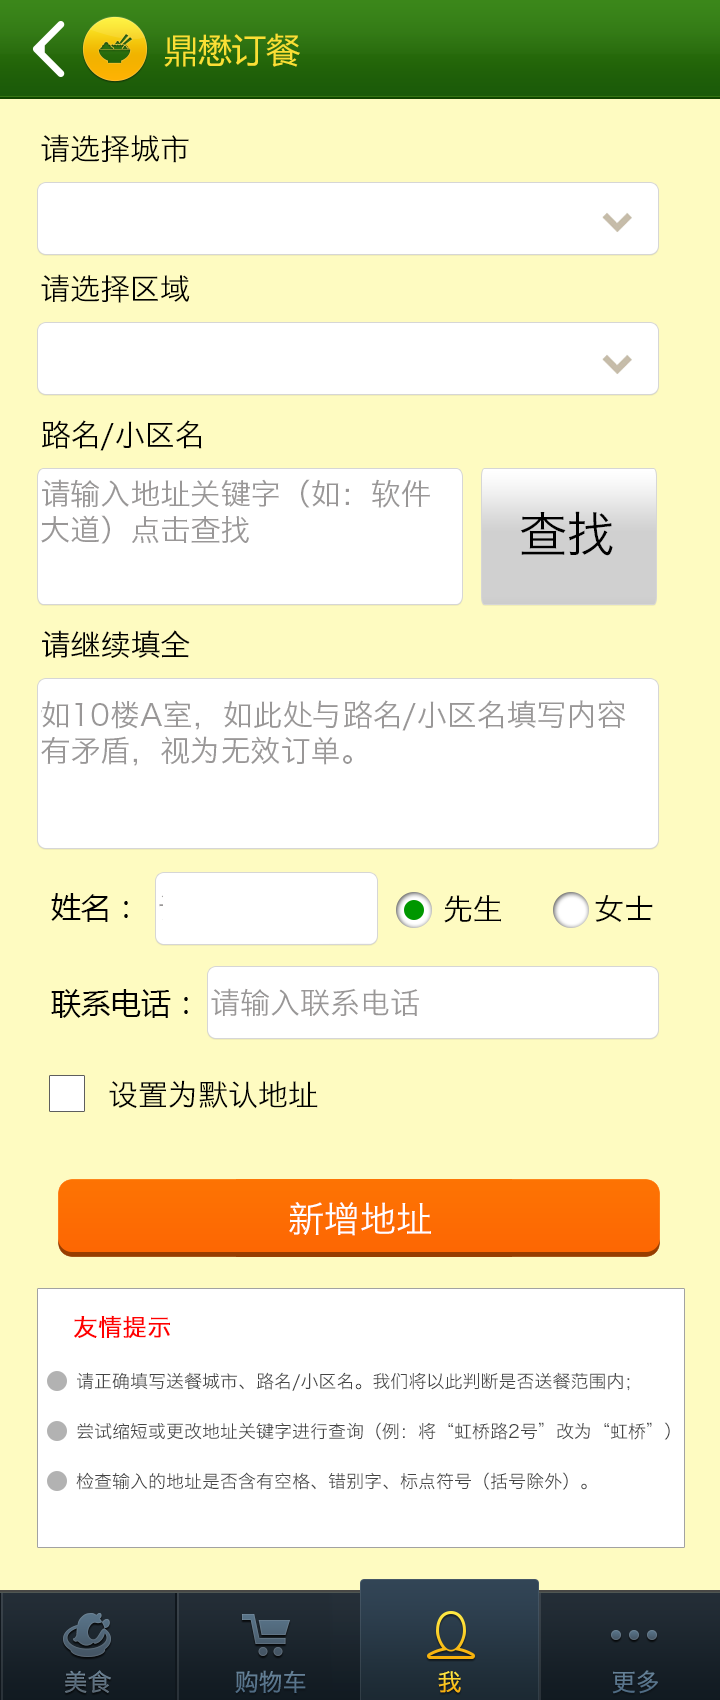 鼎懋订餐
请选择城市
请选择区域
路名/小区名
请输入地址关键字（如：软件
大道）点击查找
查找
请继续填全
如10楼A室，如此处与路名/小区名填写内容
有矛盾，视为无效订单。
姓名： 先生 女士
联系电话： 请输入联系电话
设置为默认地址
新增地址
友情提示
请正确填写送餐城市、路名/小区名。我们将以此判断是否送餐范围内；
尝试缩短或更改地址关键字进行查询（例：将“虹桥路2号”改为“虹桥”）
检查输入的地址是否含有空格、错别字、标点符号（括号除外）。
美食 购物车 我 更多